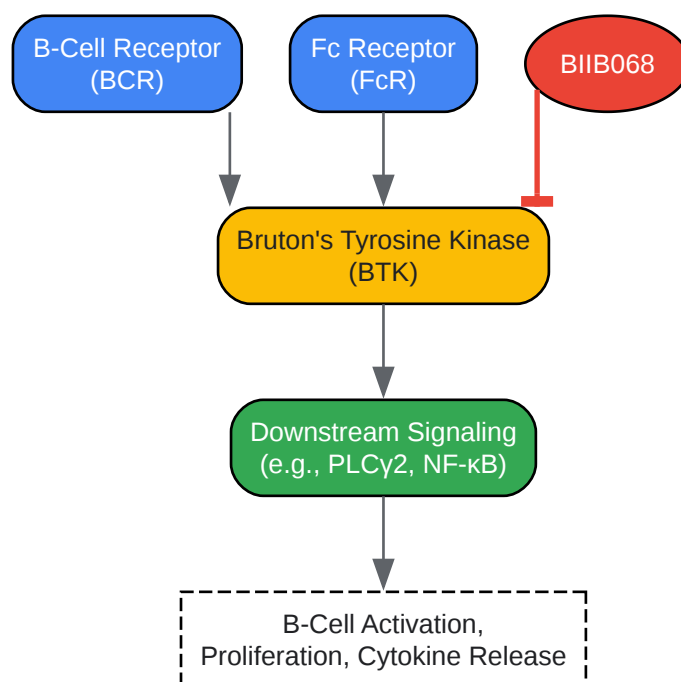 B-Cell Receptor
(BCR)
Fc Receptor
(FcR)
BIIB068
Bruton's Tyrosine Kinase
(BTK)
Downstream Signaling
(e.g., PLCγ2, NF-κB)
B-Cell Activation,
Proliferation, Cytokine Release